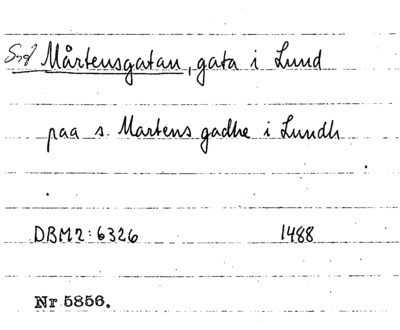 Mårtensgatan, gata i Lund
paa s. Martens gadhe i Lundh
DBM2:6326 1488
Nr 5856.